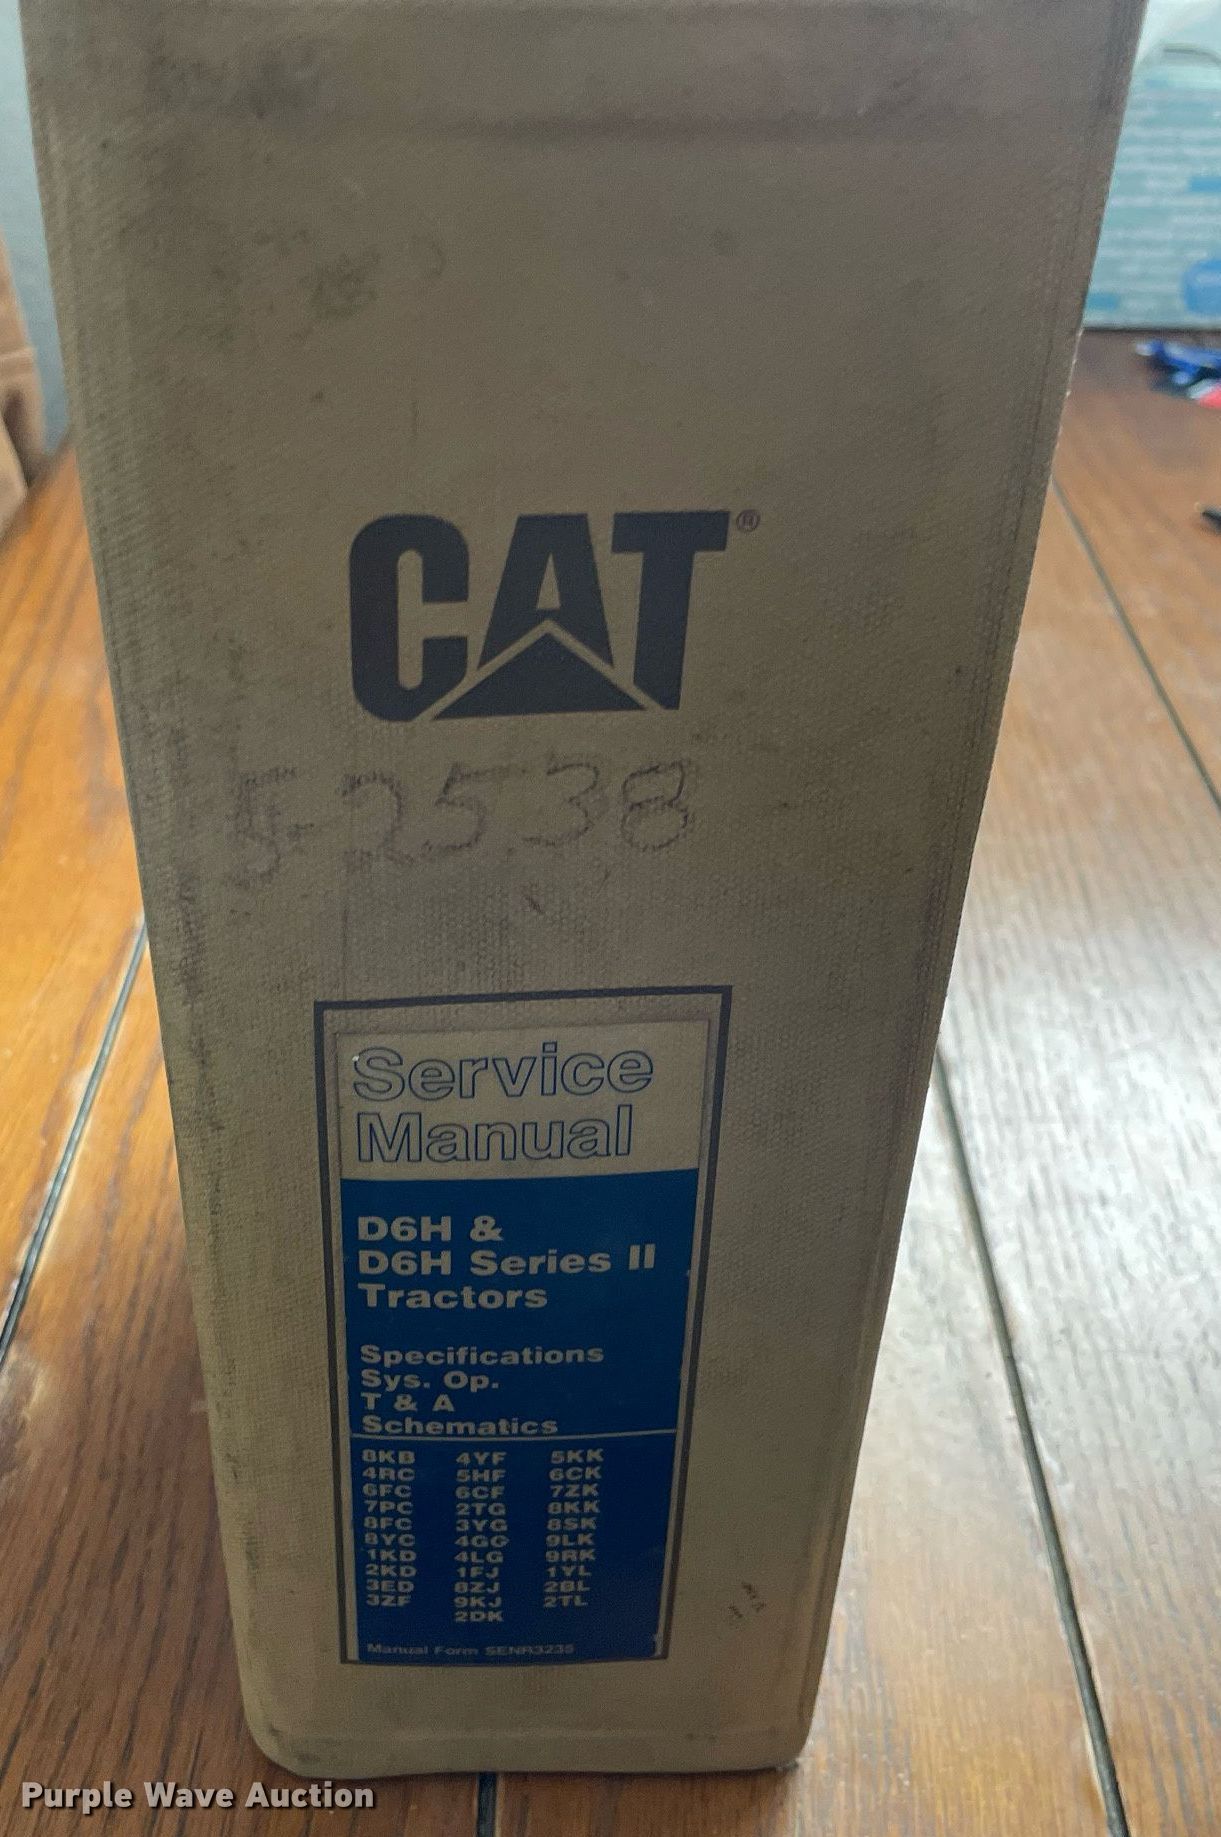 CAT®
52538
Service
Manual
D6H &
D6H Series II
Tractors
Specifications
Sys. Op.
T & A
Schematics
8KB 4YF 5KK
4RC 5HF 6CK
6FC 6CF 7ZK
7PC 2TG 8KK
8FC 3YG 8SK
8YC 4GG 9LK
1KD 4LG 9RK
2KD 1FJ 1YL
3ED 8ZJ 2BL
3ZF 9KJ 2TL
2DK
Manual Form SENR3235
Purple Wave Auction